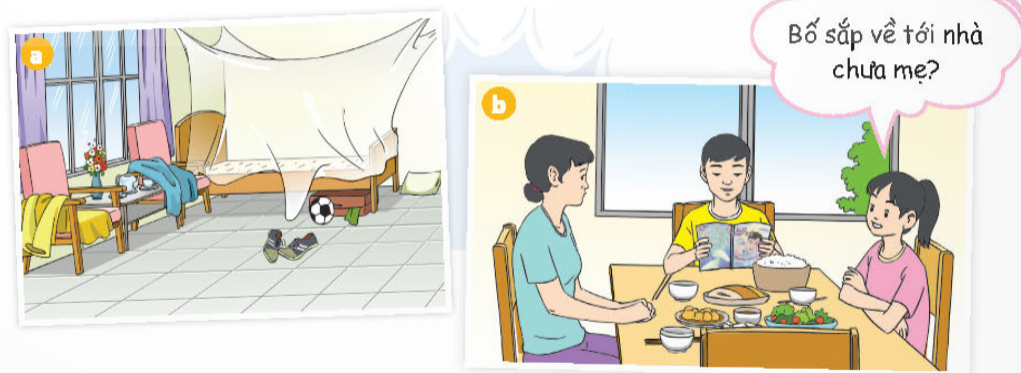 a
Bố sắp về tới nhà
chưa mẹ?
b